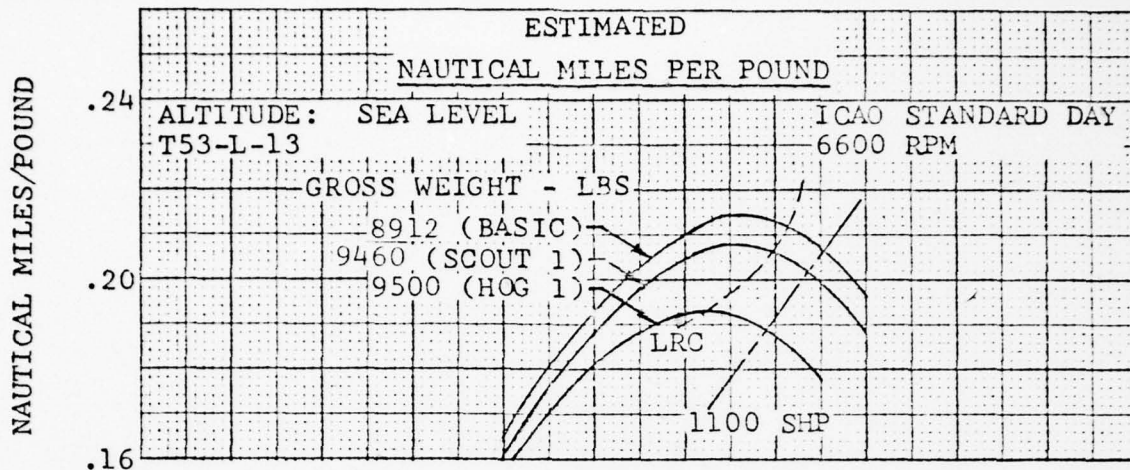 ESTIMATED
NAUTICAL MILES PER POUND
NAUTICAL MILES/POUND
.24
ALTITUDE: SEA LEVEL
T53-L-13
ICAO STANDARD DAY
6600 RPM
GROSS WEIGHT - LBS
8912 (BASIC)
9460 (SCOUT 1)
.20
9500 (HOG 1)
LRC
1100 SHP
.16